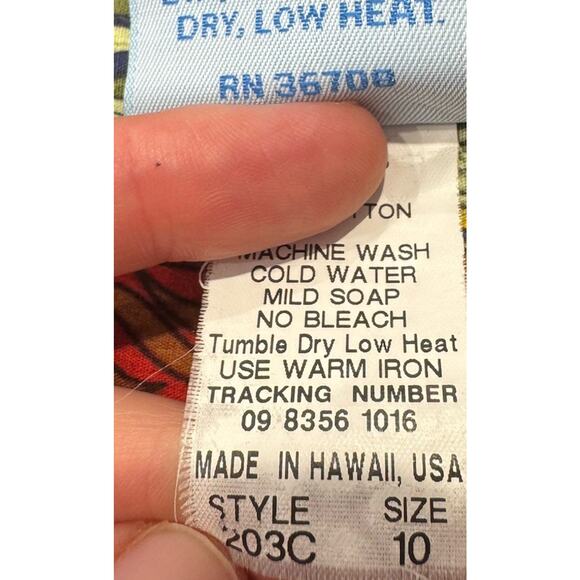 DRY, LOW HEAT.
RN 36708
MACHINE WASH
COLD WATER
MILD SOAP
NO BLEACH
Tumble Dry Low Heat
USE WARM IRON
TRACKING NUMBER
09 8356 1016
MADE IN HAWAII, USA
STYLE SIZE
203C 10